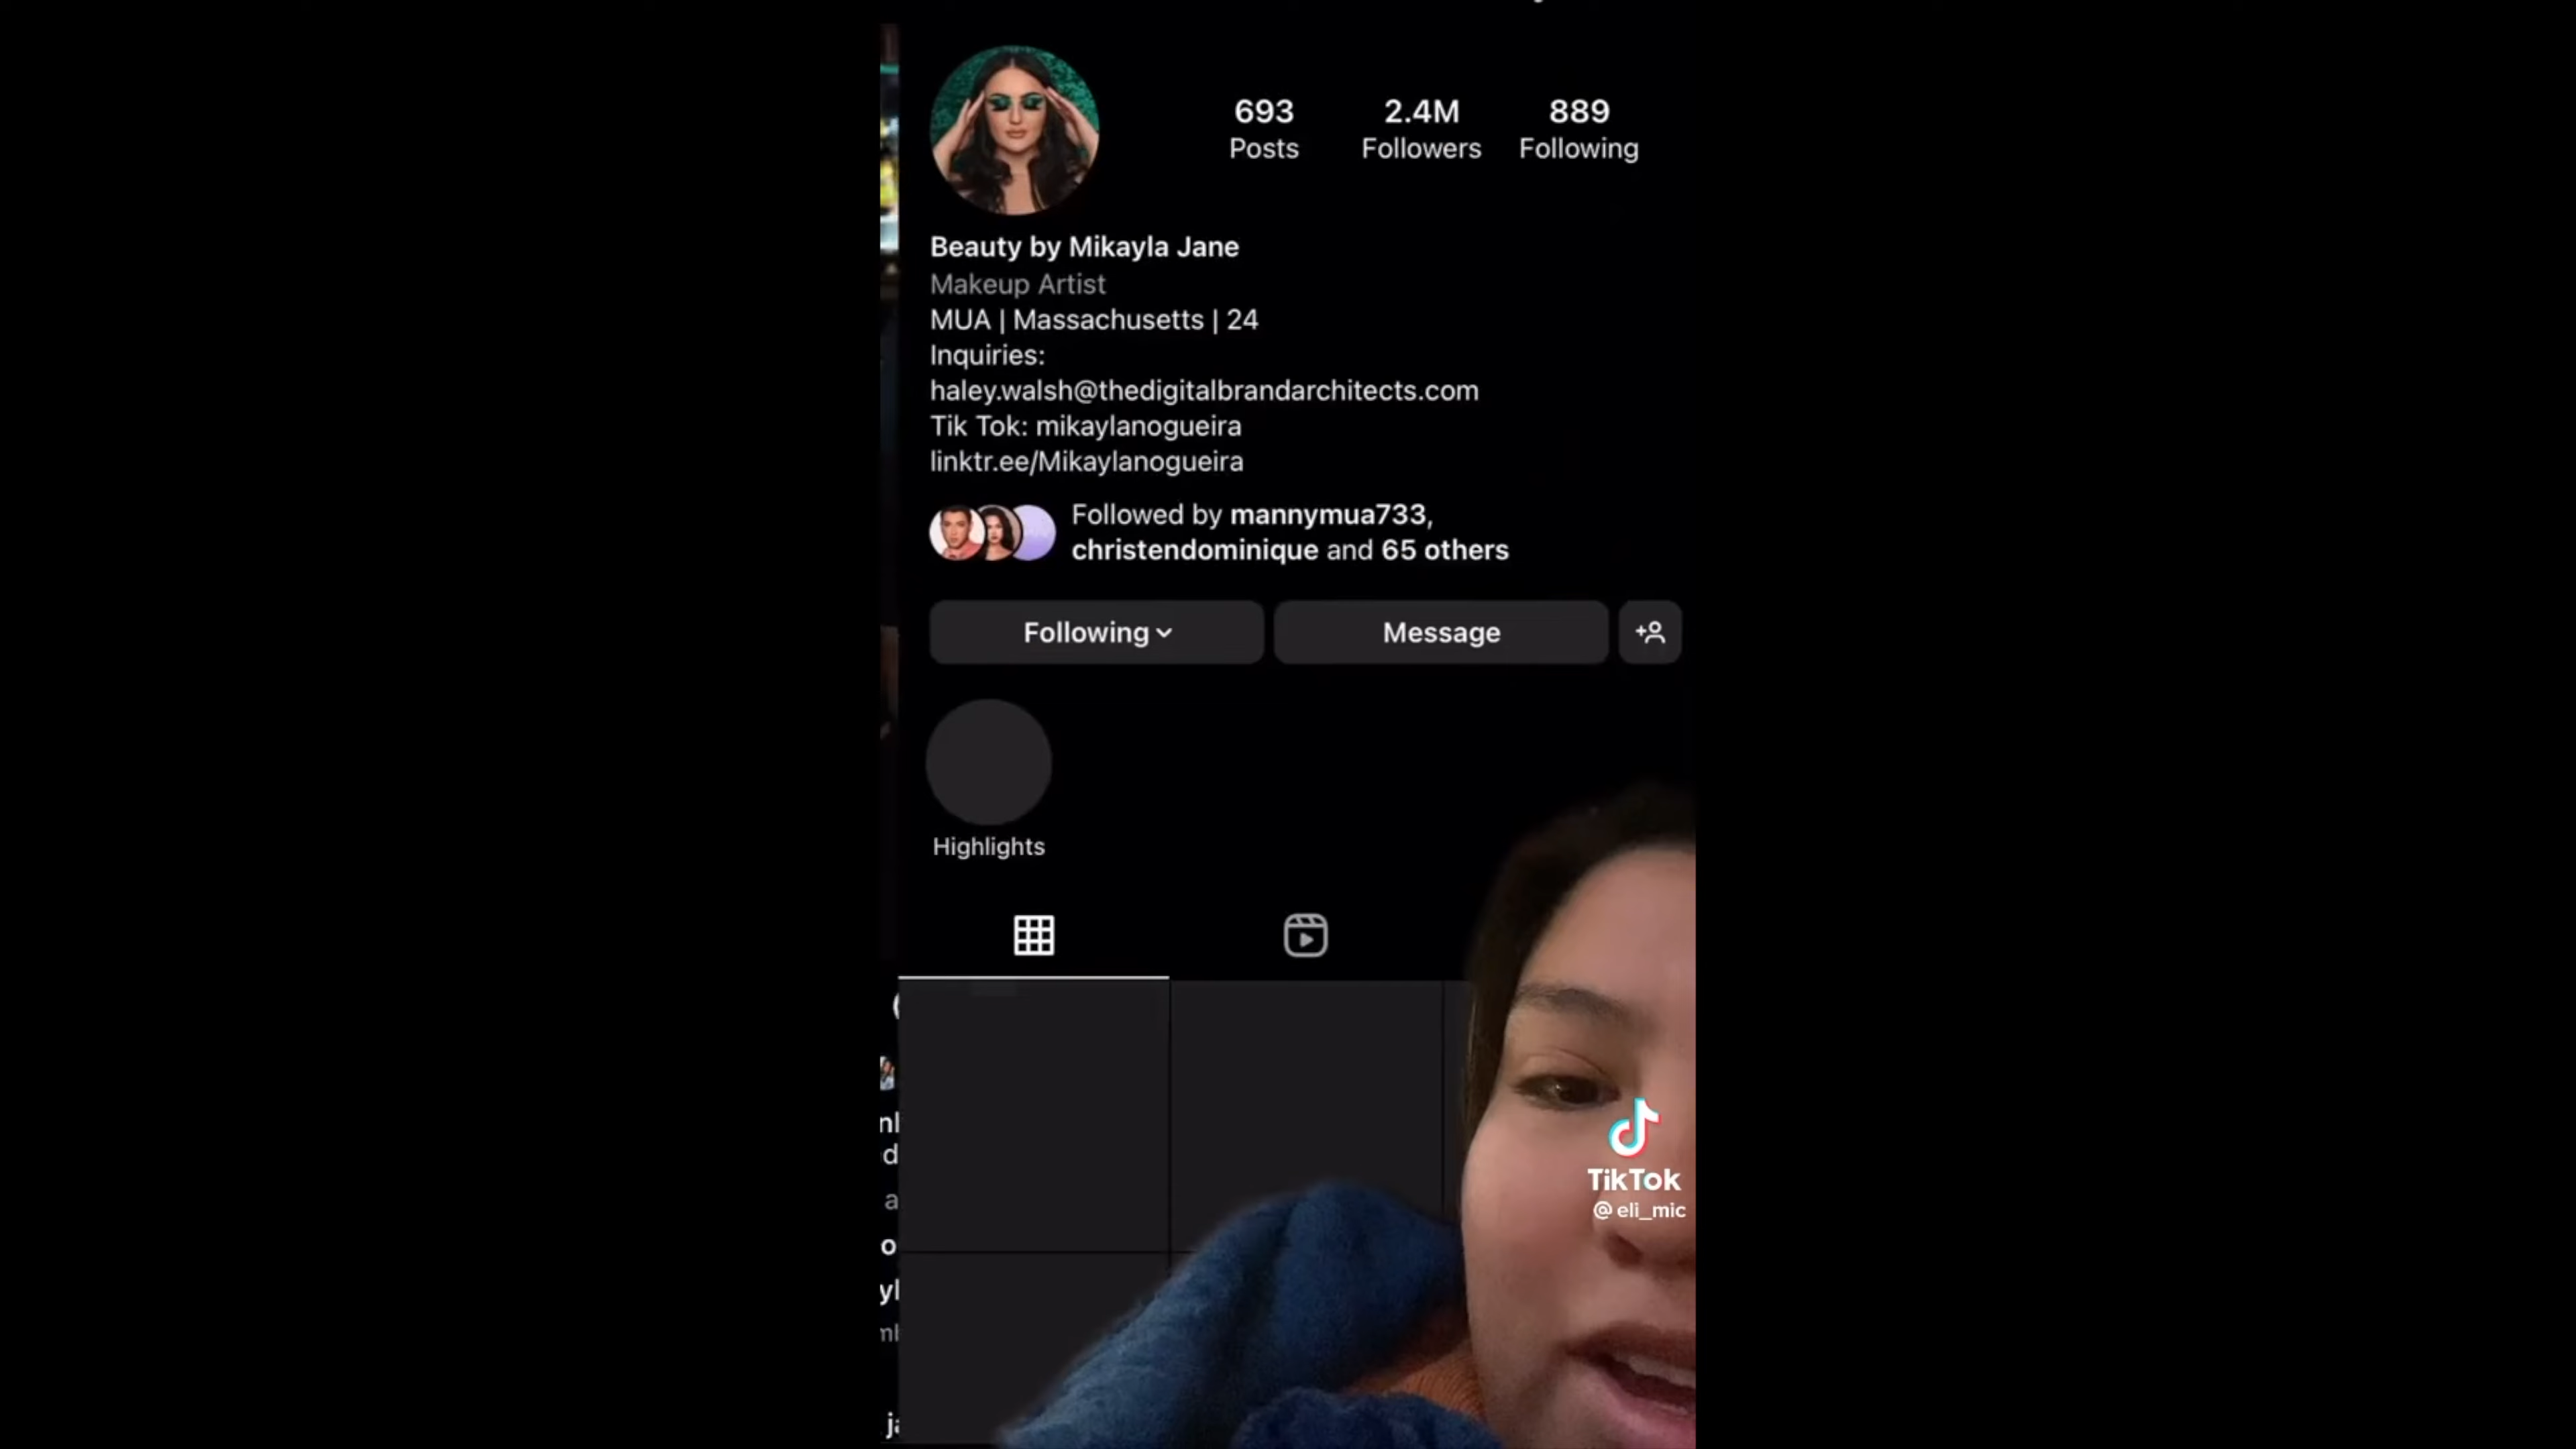 693
Posts
2.4M
Followers
889
Following
Beauty by Mikayla Jane
Makeup Artist
MUA | Massachusetts | 24
Inquiries:
haley.walsh@thedigitalbrandarchitects.com
Tik Tok: mikaylanogueira
linktr.ee/Mikaylanogueira
Followed by mannymua733,
christendominique and 65 others
Following
Message
Highlights
TikTok
@eli_mic